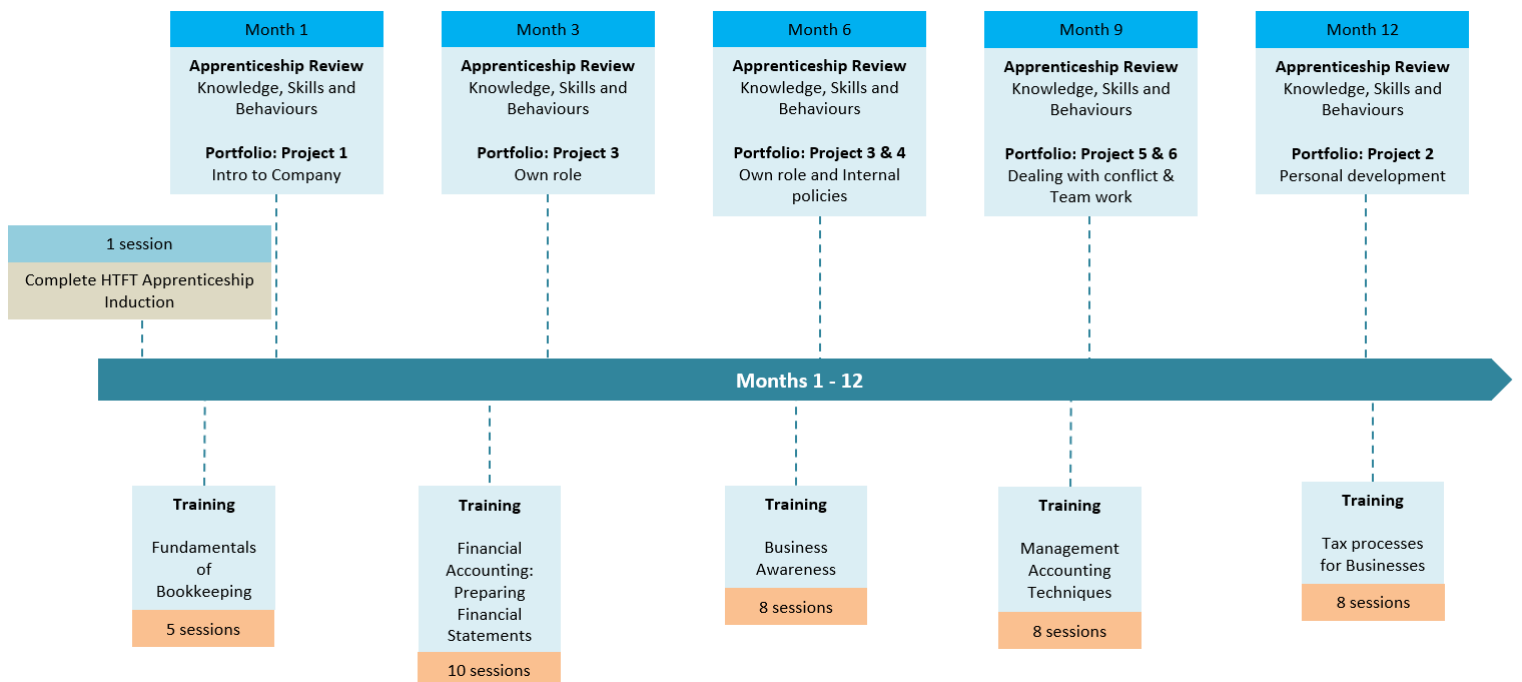 Month 1
Apprenticeship Review
Knowledge, Skills and
Behaviours
Portfolio: Project 1
Intro to Company
Month 3
Apprenticeship Review
Knowledge, Skills and
Behaviours
Portfolio: Project 3
Own role
Month 6
Apprenticeship Review
Knowledge, Skills and
Behaviours
Portfolio: Project 3 & 4
Own role and Internal
policies
Month 9
Apprenticeship Review
Knowledge, Skills and
Behaviours
Portfolio: Project 5 & 6
Dealing with conflict &
Team work
Month 12
Apprenticeship Review
Knowledge, Skills and
Behaviours
Portfolio: Project 2
Personal development
1 session
Complete HTFT Apprenticeship
Induction
Months 1 - 12
Training
Fundamentals
of
Bookkeeping
5 sessions
Training
Financial
Accounting:
Preparing
Financial
Statements
10 sessions
Training
Business
Awareness
8 sessions
Training
Management
Accounting
Techniques
8 sessions
Training
Tax processes
for Businesses
8 sessions